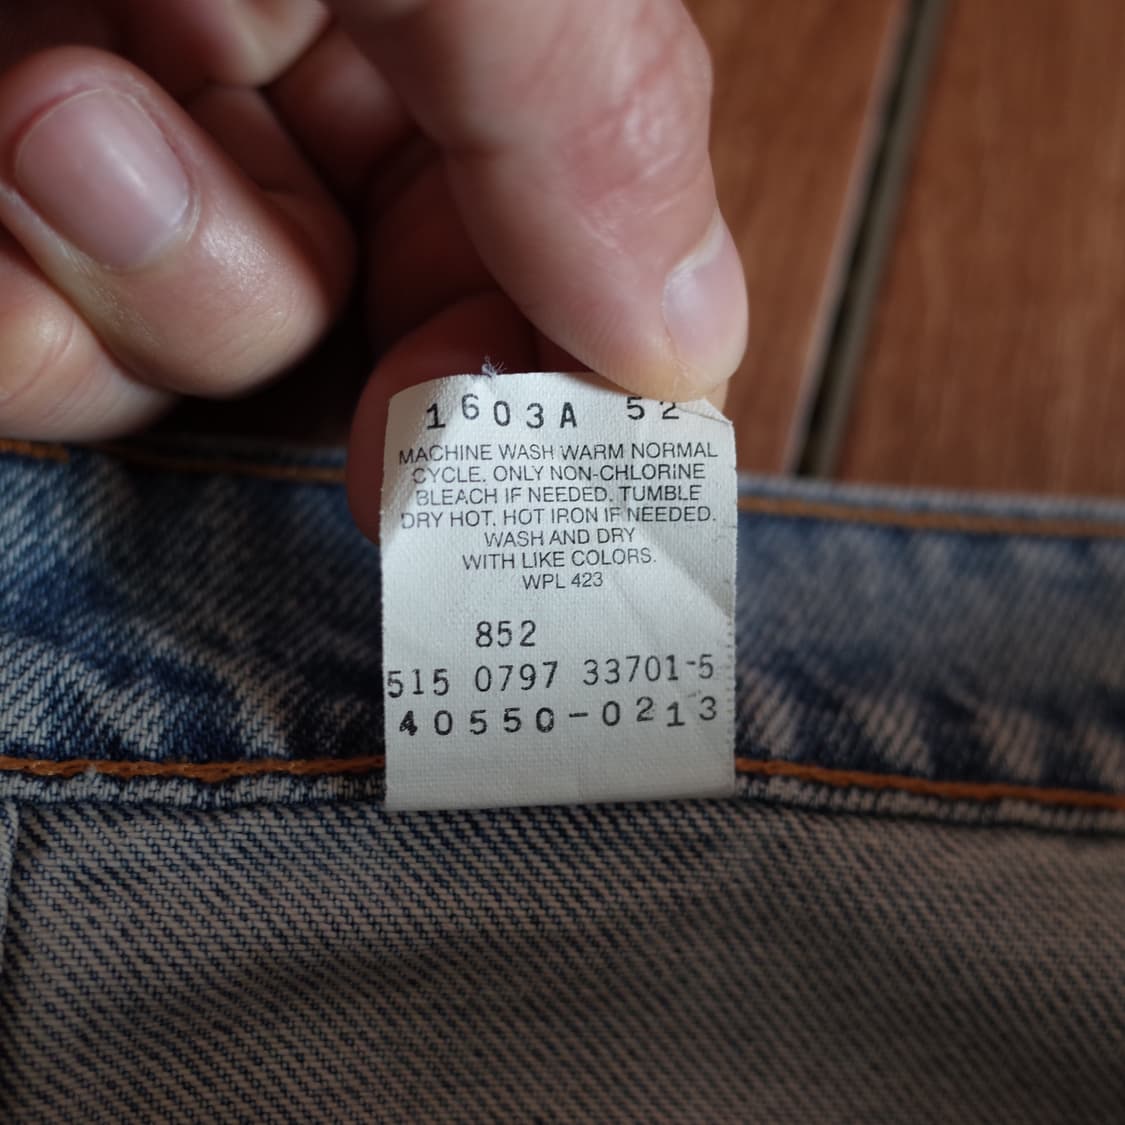 1603A 52
MACHINE WASH WARM NORMAL
CYCLE. ONLY NON-CHLORINE
BLEACH IF NEEDED. TUMBLE
DRY HOT. HOT IRON IF NEEDED.
WASH AND DRY
WITH LIKE COLORS.
WPL 423
852
515 0797 33701-5
40550-0213